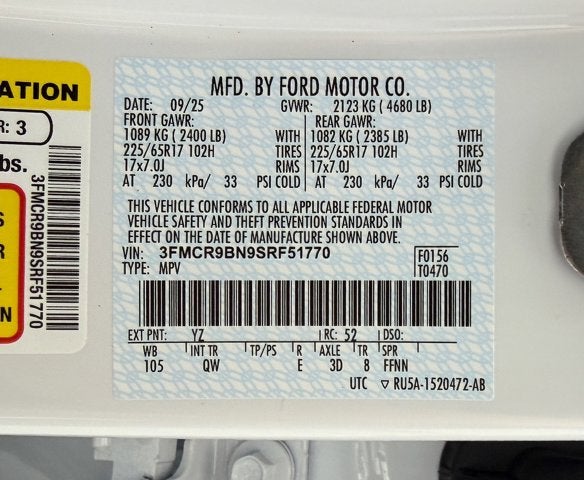 ATION
R: 3
bs.
S
R
L
N
3FMCR9BN9SRF51770
MFD. BY FORD MOTOR CO.
DATE: 09/25 GVWR: 2123 KG ( 4680 LB)
FRONT GAWR: REAR GAWR:
1089 KG ( 2400 LB) WITH 1082 KG ( 2385 LB) WITH
225/65R17 102H TIRES 225/65R17 102H TIRES
17x7.0J RIMS 17x7.0J RIMS
AT 230 kPa/ 33 PSI COLD AT 230 kPa/ 33 PSI COLD
THIS VEHICLE CONFORMS TO ALL APPLICABLE FEDERAL MOTOR
VEHICLE SAFETY AND THEFT PREVENTION STANDARDS IN
EFFECT ON THE DATE OF MANUFACTURE SHOWN ABOVE.
VIN: 3FMCR9BN9SRF51770 F0156
TYPE: MPV T0470
EXT PNT: YZ RC: 52 DSO:
WB INT TR TP/PS R AXLE TR SPR
105 QW E 3D 8 FFNN
UTC ▽ RU5A-1520472-AB